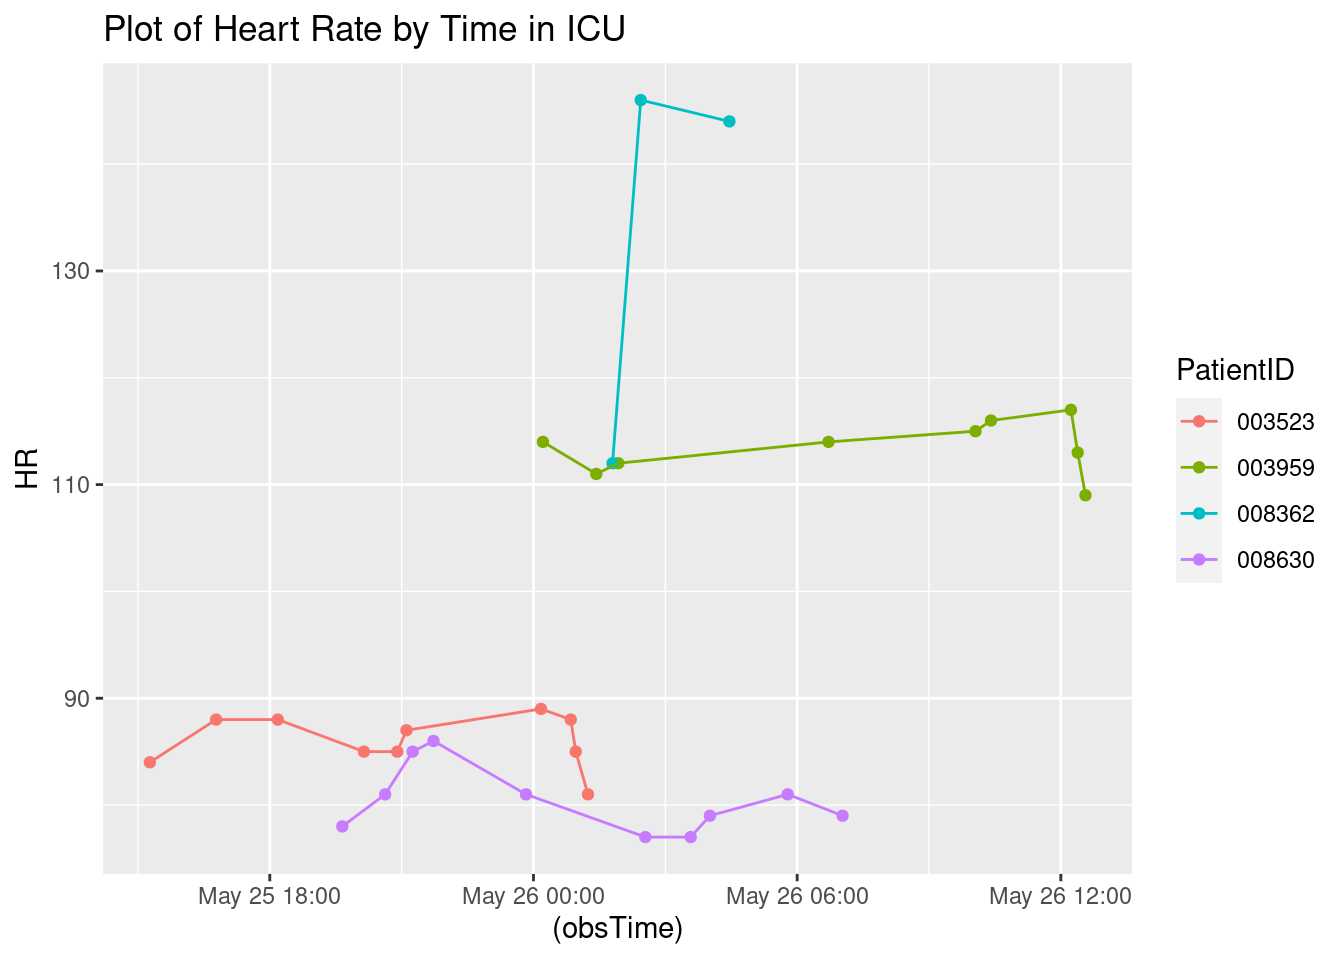 Plot of Heart Rate by Time in ICU
HR
130
110
90
May 25 18:00 May 26 00:00 May 26 06:00 May 26 12:00
(obsTime)
PatientID
003523
003959
008362
008630